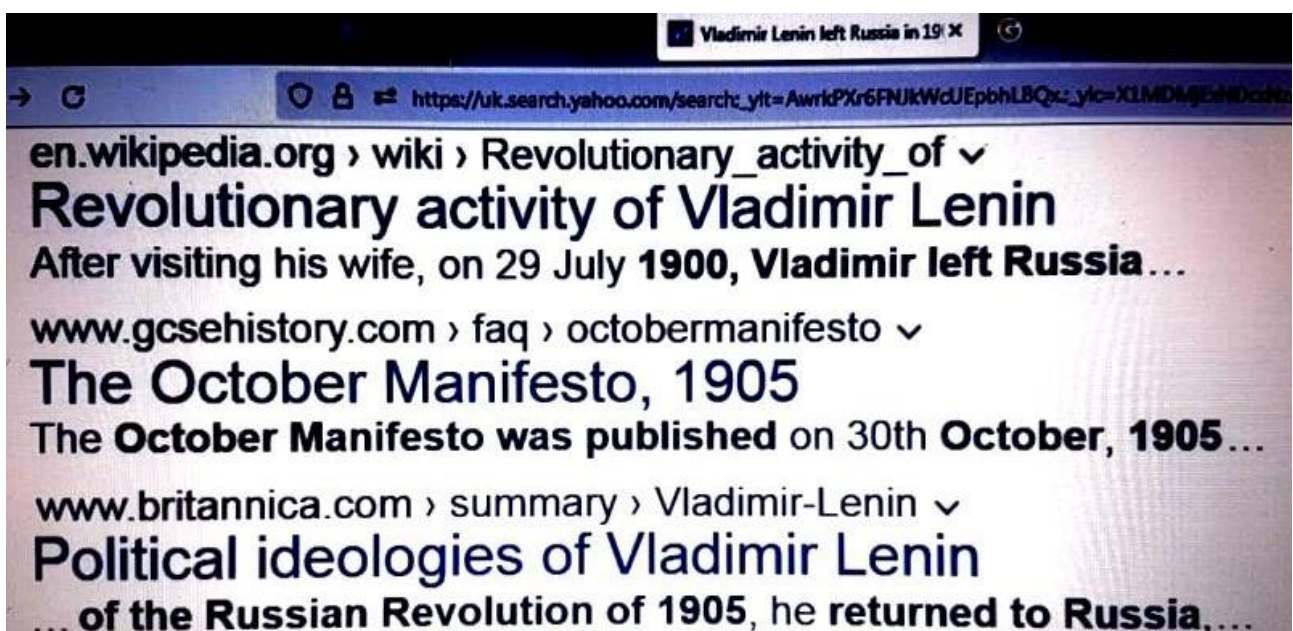 Vladimir Lenin left Russia in 19
https://uk.search.yahoo.com/search;_ylt=
en.wikipedia.org › wiki › Revolutionary_activity_of
Revolutionary activity of Vladimir Lenin
After visiting his wife, on 29 July 1900, Vladimir left Russia...
www.gcsehistory.com › faq › octobermanifesto
The October Manifesto, 1905
The October Manifesto was published on 30th October, 1905...
www.britannica.com › summary › Vladimir-Lenin
Political ideologies of Vladimir Lenin
... of the Russian Revolution of 1905, he returned to Russia,...